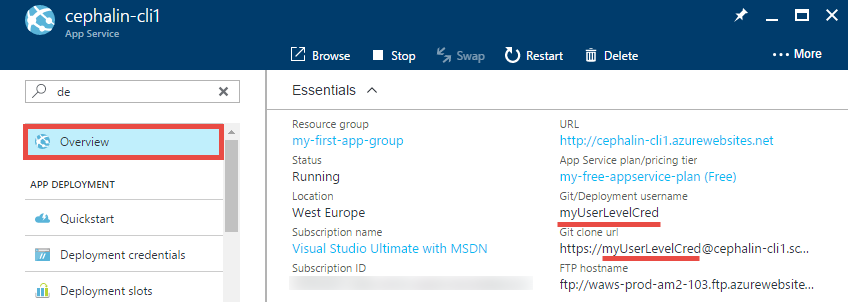 cephalin-cli1
App Service
Browse Stop Swap Restart Delete ··· More
de
Overview
APP DEPLOYMENT
Quickstart
Deployment credentials
Deployment slots
Essentials
Resource group
my-first-app-group
Status
Running
Location
West Europe
Subscription name
Visual Studio Ultimate with MSDN
Subscription ID
URL
http://cephalin-cli1.azurewebsites.net
App Service plan/pricing tier
my-free-appservice-plan (Free)
Git/Deployment username
myUserLevelCred
Git clone url
https://myUserLevelCred@cephalin-cli1.sc...
FTP hostname
ftp://waws-prod-am2-103.ftp.azurewebsite...